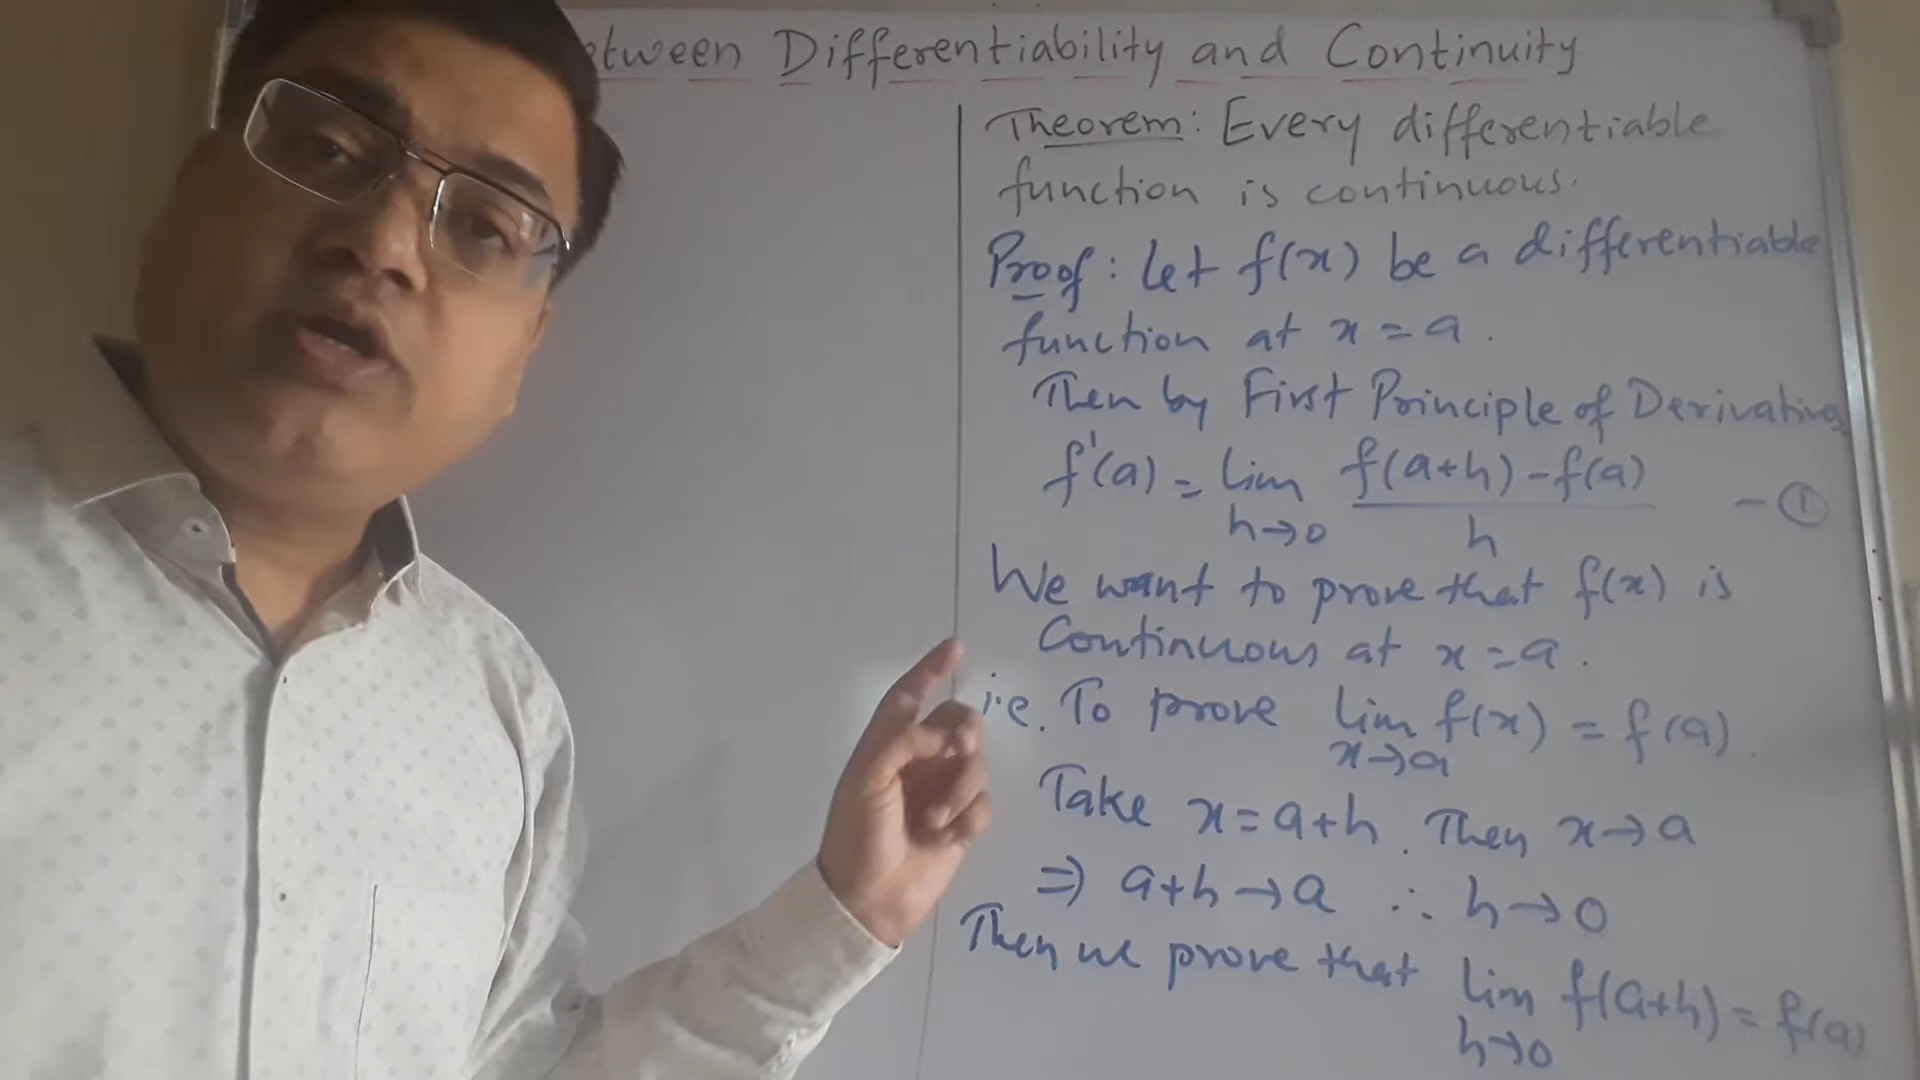 between Differentiability and Continuity
Theorem: Every differentiable
function is continuous.
Proof: Let f(x) be a differentiable
function at x = a.
Then by First Principle of Derivative,
f'(a) = lim f(a+h) - f(a) - ①
h→0 h
We want to prove that f(x) is
Continuous at x = a.
i.e. To prove lim f(x) = f(a).
x→a
Take x = a+h. Then x→a
⇒ a+h→a ∴ h→0
Then we prove that lim f(a+h) = f(a)
h→0